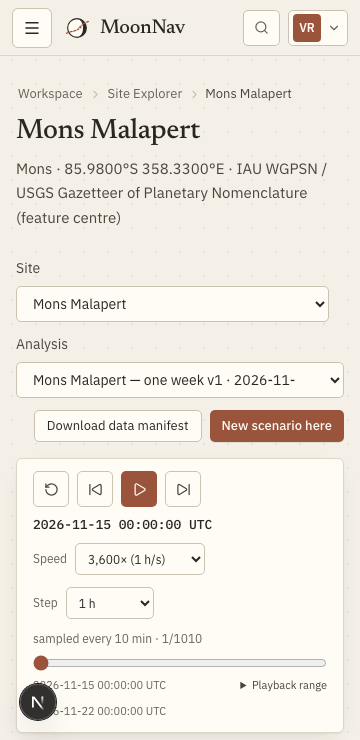 MoonNav
VR
Workspace
Site Explorer
Mons Malapert
Mons Malapert
Mons · 85.9800°S 358.3300°E · IAU WGPSN /
USGS Gazetteer of Planetary Nomenclature
(feature centre)
Site
Mons Malapert
Analysis
Mons Malapert — one week v1 · 2026-11-
Download data manifest
New scenario here
2026-11-15 00:00:00 UTC
Speed
3,600× (1 h/s)
Step
1 h
sampled every 10 min · 1/1010
26-11-15 00:00:00 UTC
Playback range
N
6-11-22 00:00:00 UTC